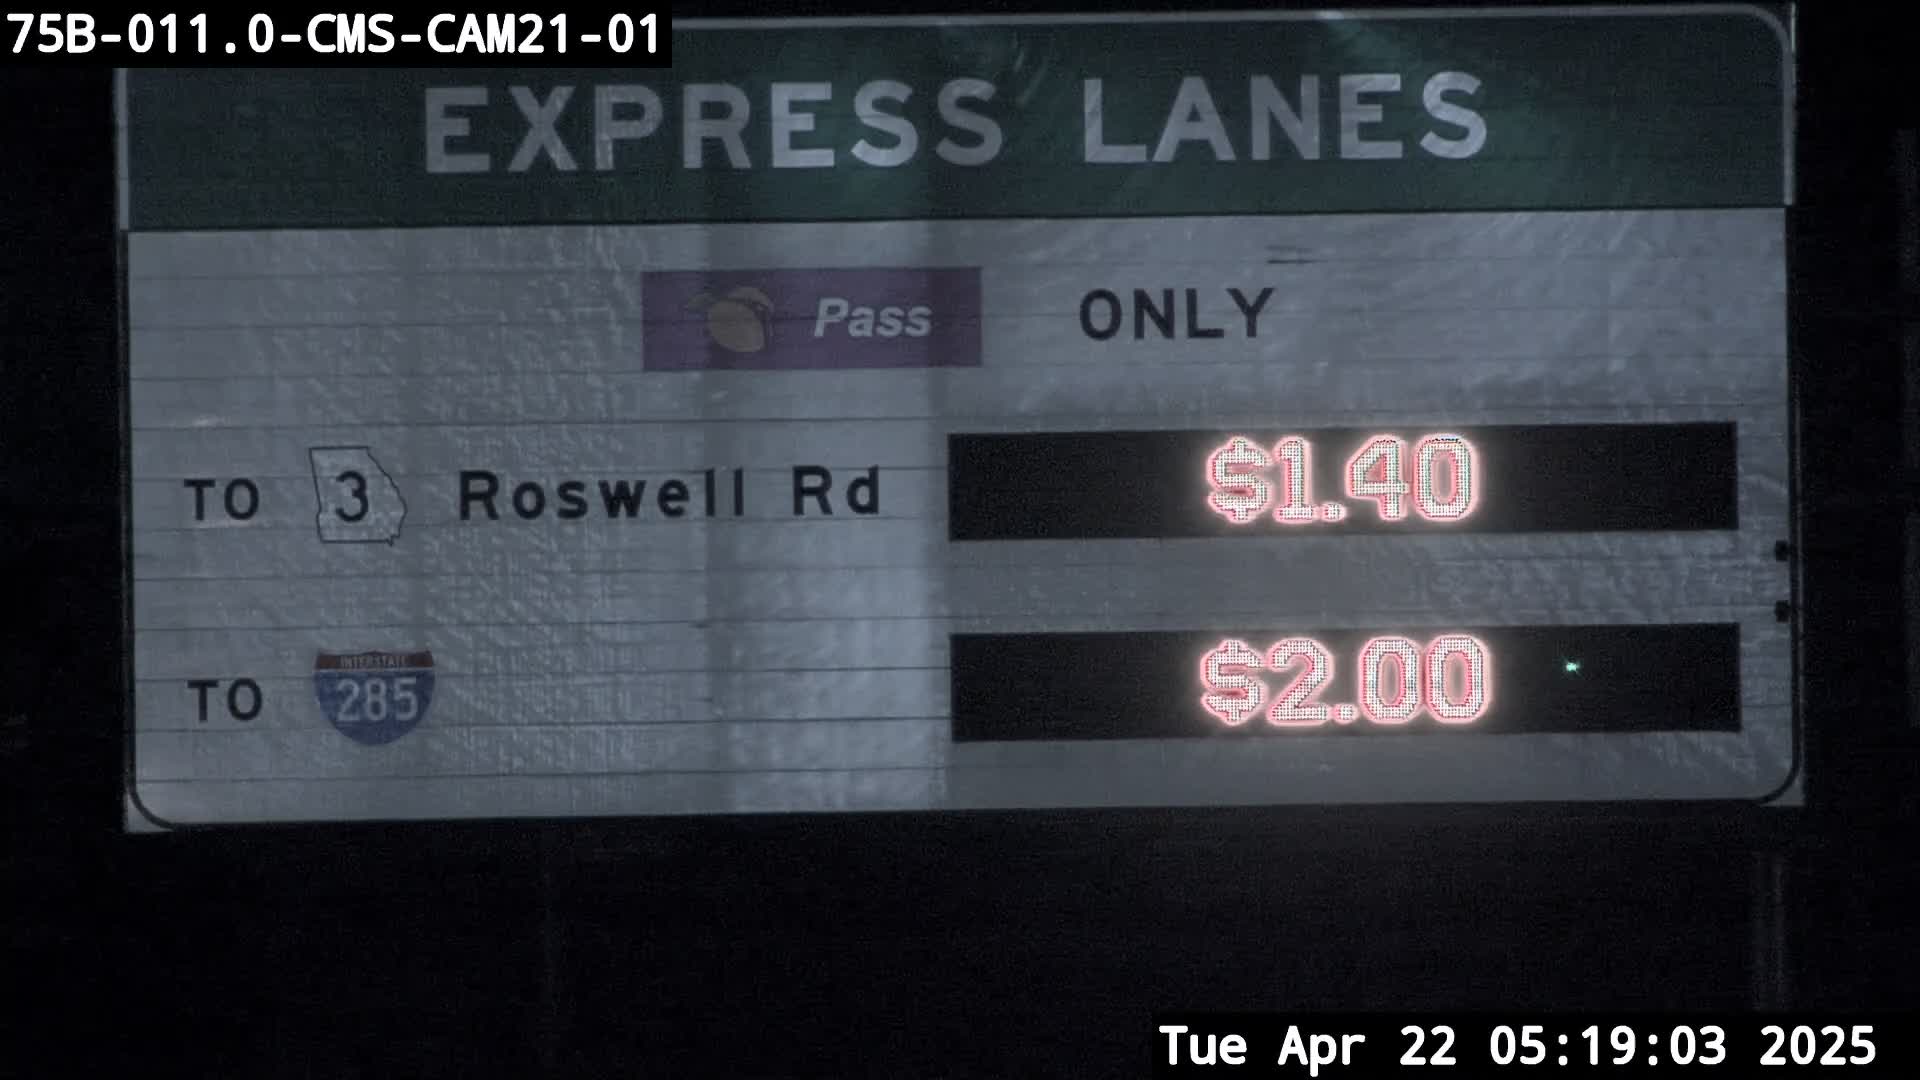 75B-011.0-CMS-CAM21-01
EXPRESS LANES
Pass ONLY
TO 3 Roswell Rd $1.40
TO INTERSTATE 285 $2.00
Tue Apr 22 05:19:03 2025